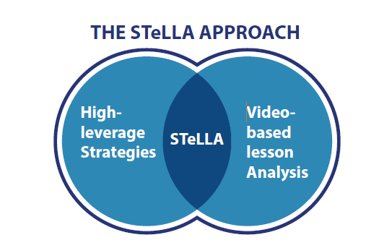 THE STeLLA APPROACH
High-
leverage
Strategies
STeLLA
Video-
based
lesson
Analysis